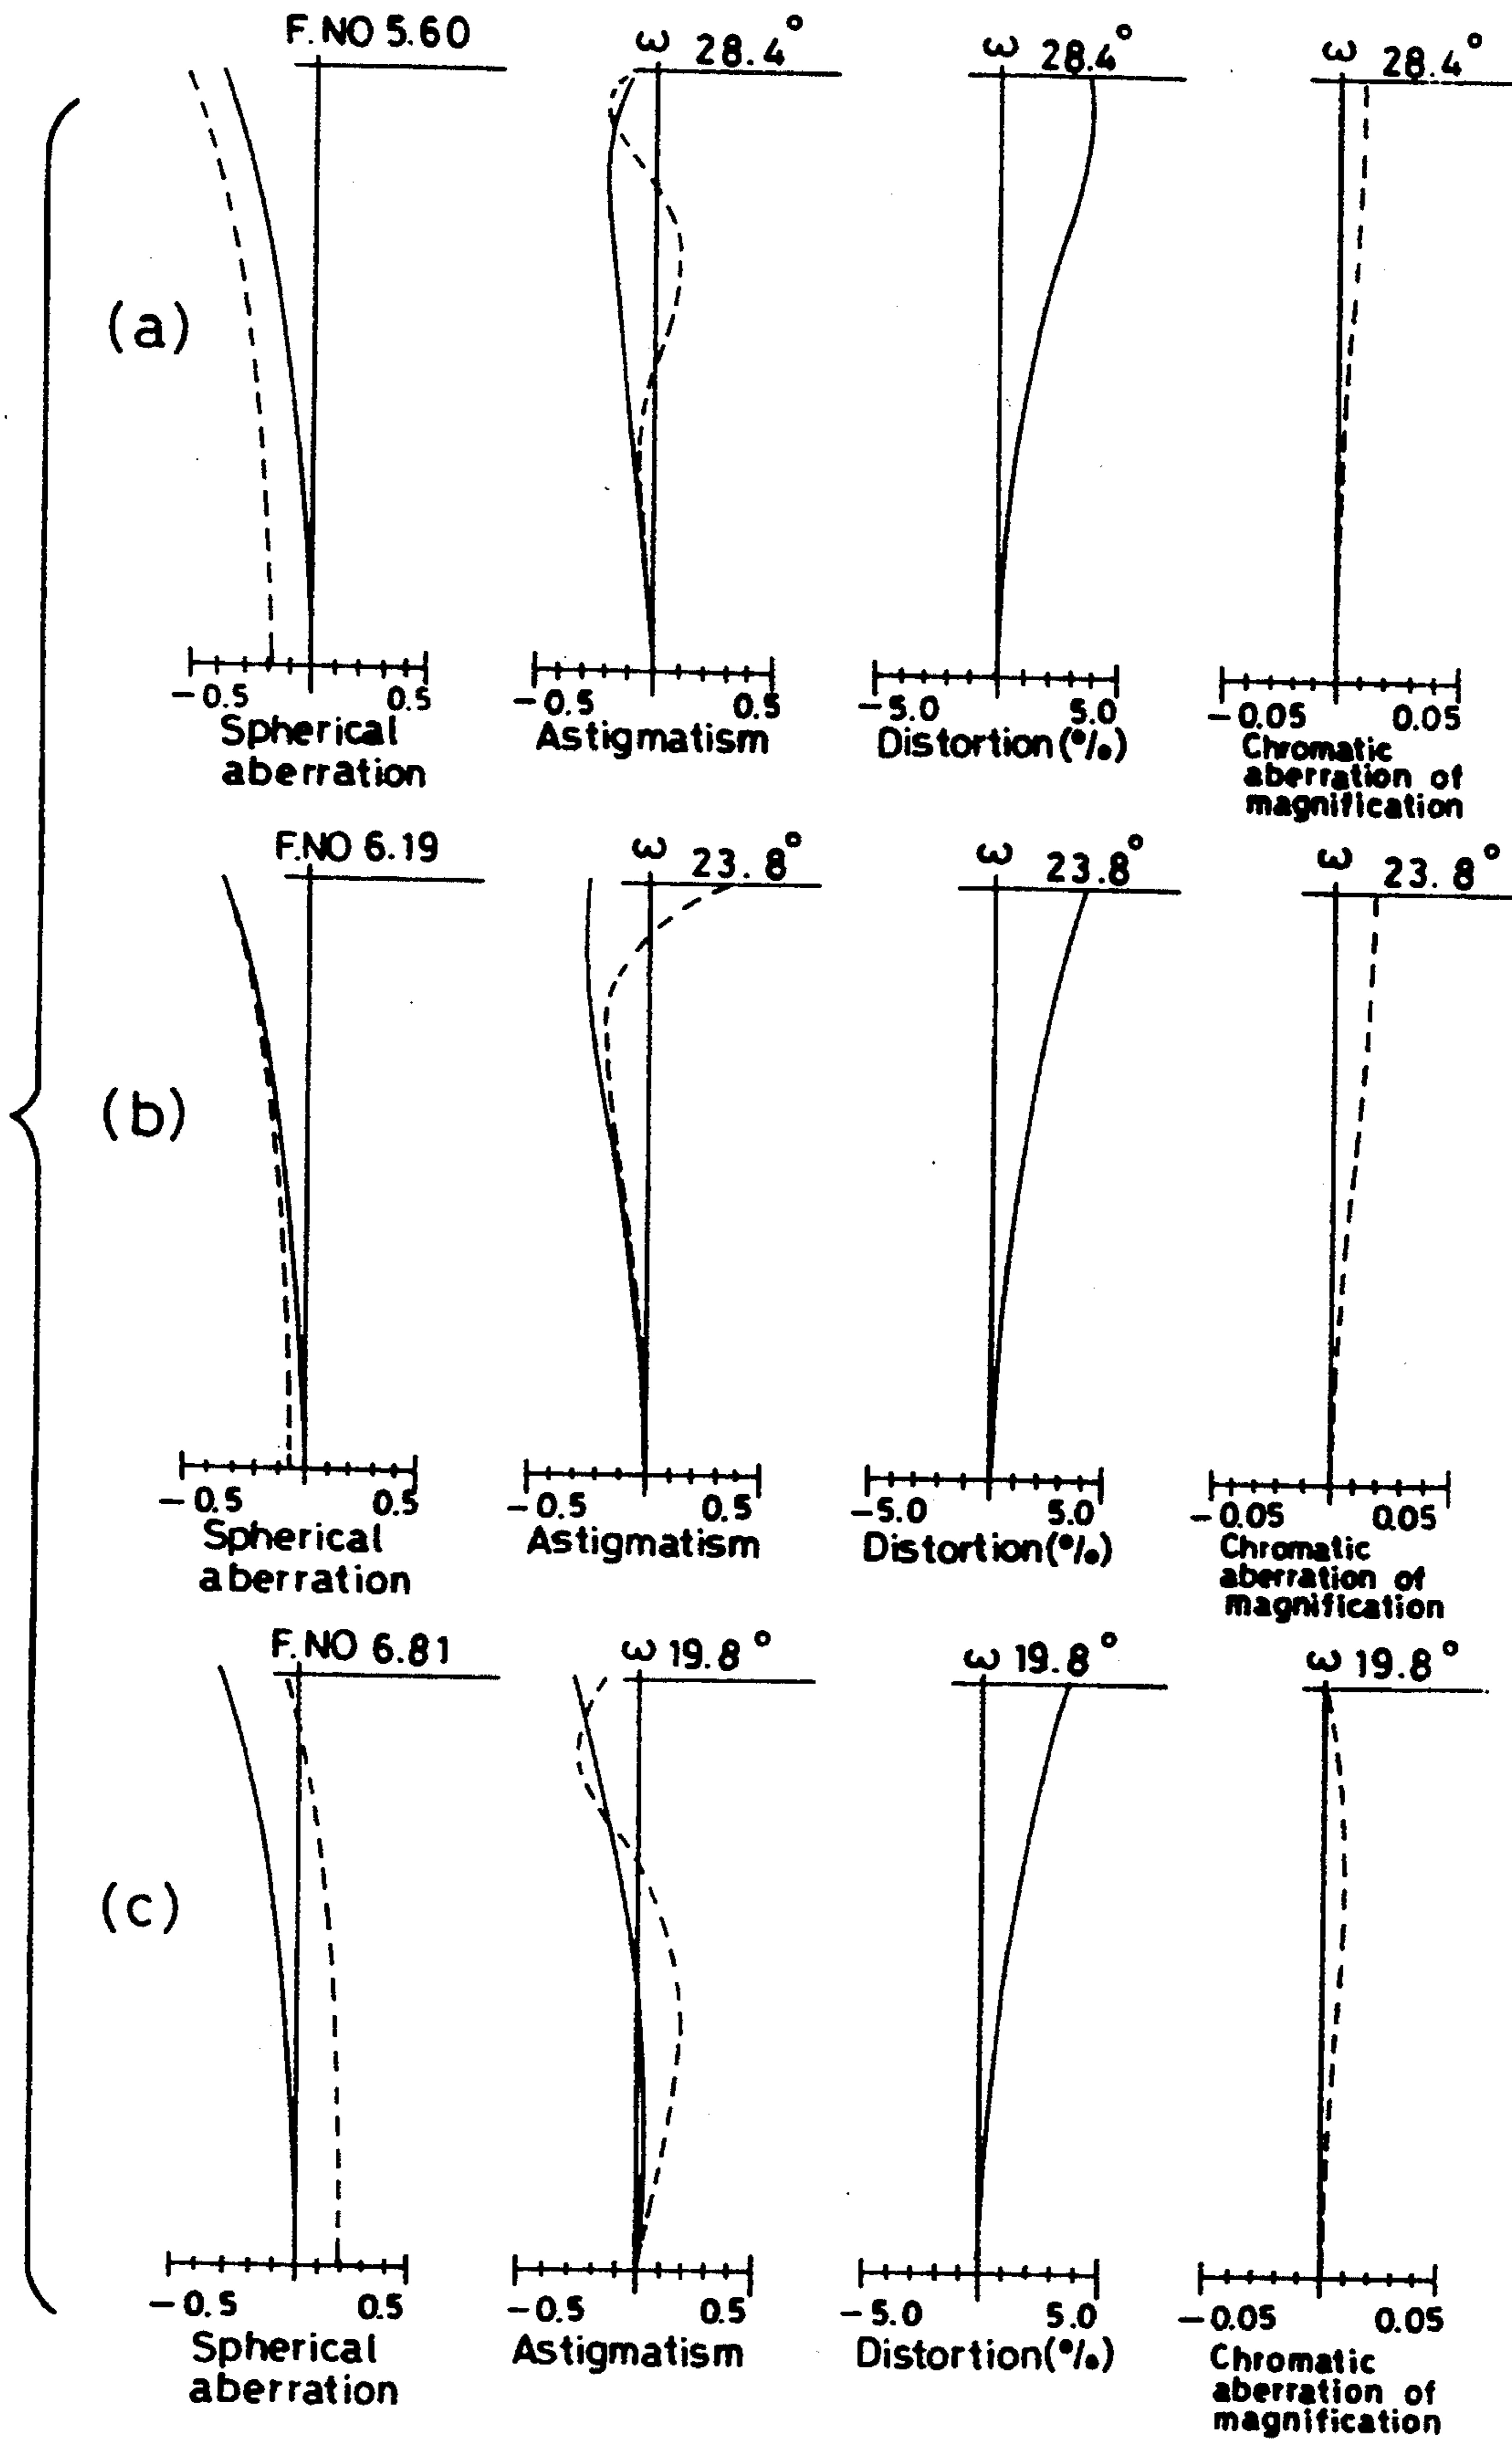 F.NO 5.60
ω 28.4°
ω 28.4°
ω 28.4°
(a)
-0.5 0.5
Spherical
aberration
-0.5 0.5
Astigmatism
-5.0 5.0
Distortion(%)
-0.05 0.05
Chromatic
aberration of
magnification
F.NO 6.19
ω 23.8°
ω 23.8°
ω 23.8°
(b)
-0.5 0.5
Spherical
aberration
-0.5 0.5
Astigmatism
-5.0 5.0
Distortion(%)
-0.05 0.05
Chromatic
aberration of
magnification
F.NO 6.81
ω 19.8°
ω 19.8°
ω 19.8°
(c)
-0.5 0.5
Spherical
aberration
-0.5 0.5
Astigmatism
-5.0 5.0
Distortion(%)
-0.05 0.05
Chromatic
aberration of
magnification